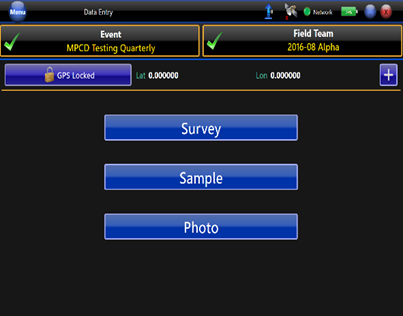 Menu Data Entry Network X
Event
MPCD Testing Quarterly
Field Team
2016-08 Alpha
GPS Locked Lat 0.000000 Lon 0.000000 +
Survey
Sample
Photo